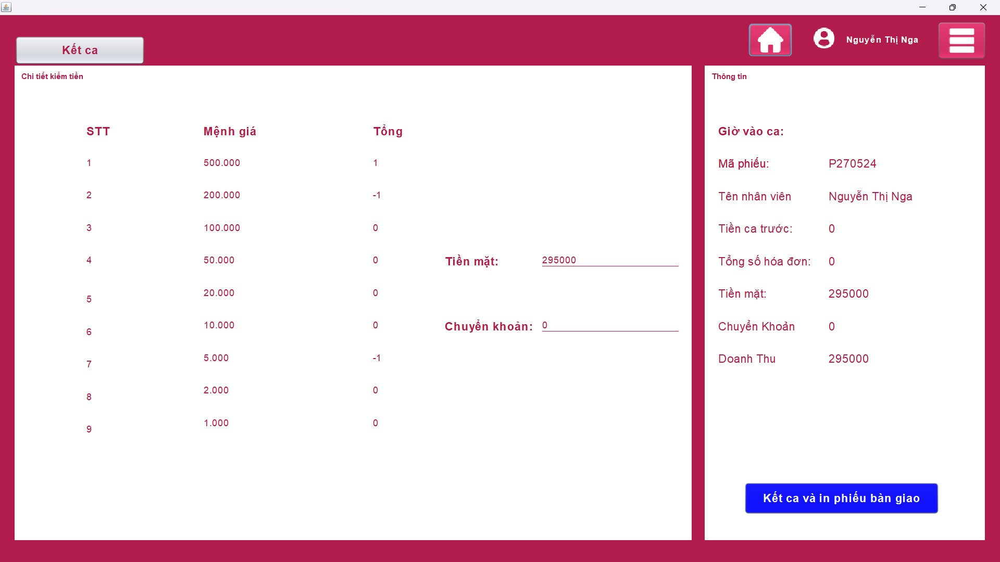 Kết ca
Nguyễn Thị Nga
Chi tiết kiểm tiền
STT Mệnh giá Tổng
1 500.000 1
2 200.000 -1
3 100.000 0
4 50.000 0
5 20.000 0
6 10.000 0
7 5.000 -1
8 2.000 0
9 1.000 0
Tiền mặt: 295000
Chuyển khoản: 0
Thông tin
Giờ vào ca:
Mã phiếu: P270524
Tên nhân viên Nguyễn Thị Nga
Tiền ca trước: 0
Tổng số hóa đơn: 0
Tiền mặt: 295000
Chuyển Khoản 0
Doanh Thu 295000
Kết ca và in phiếu bàn giao